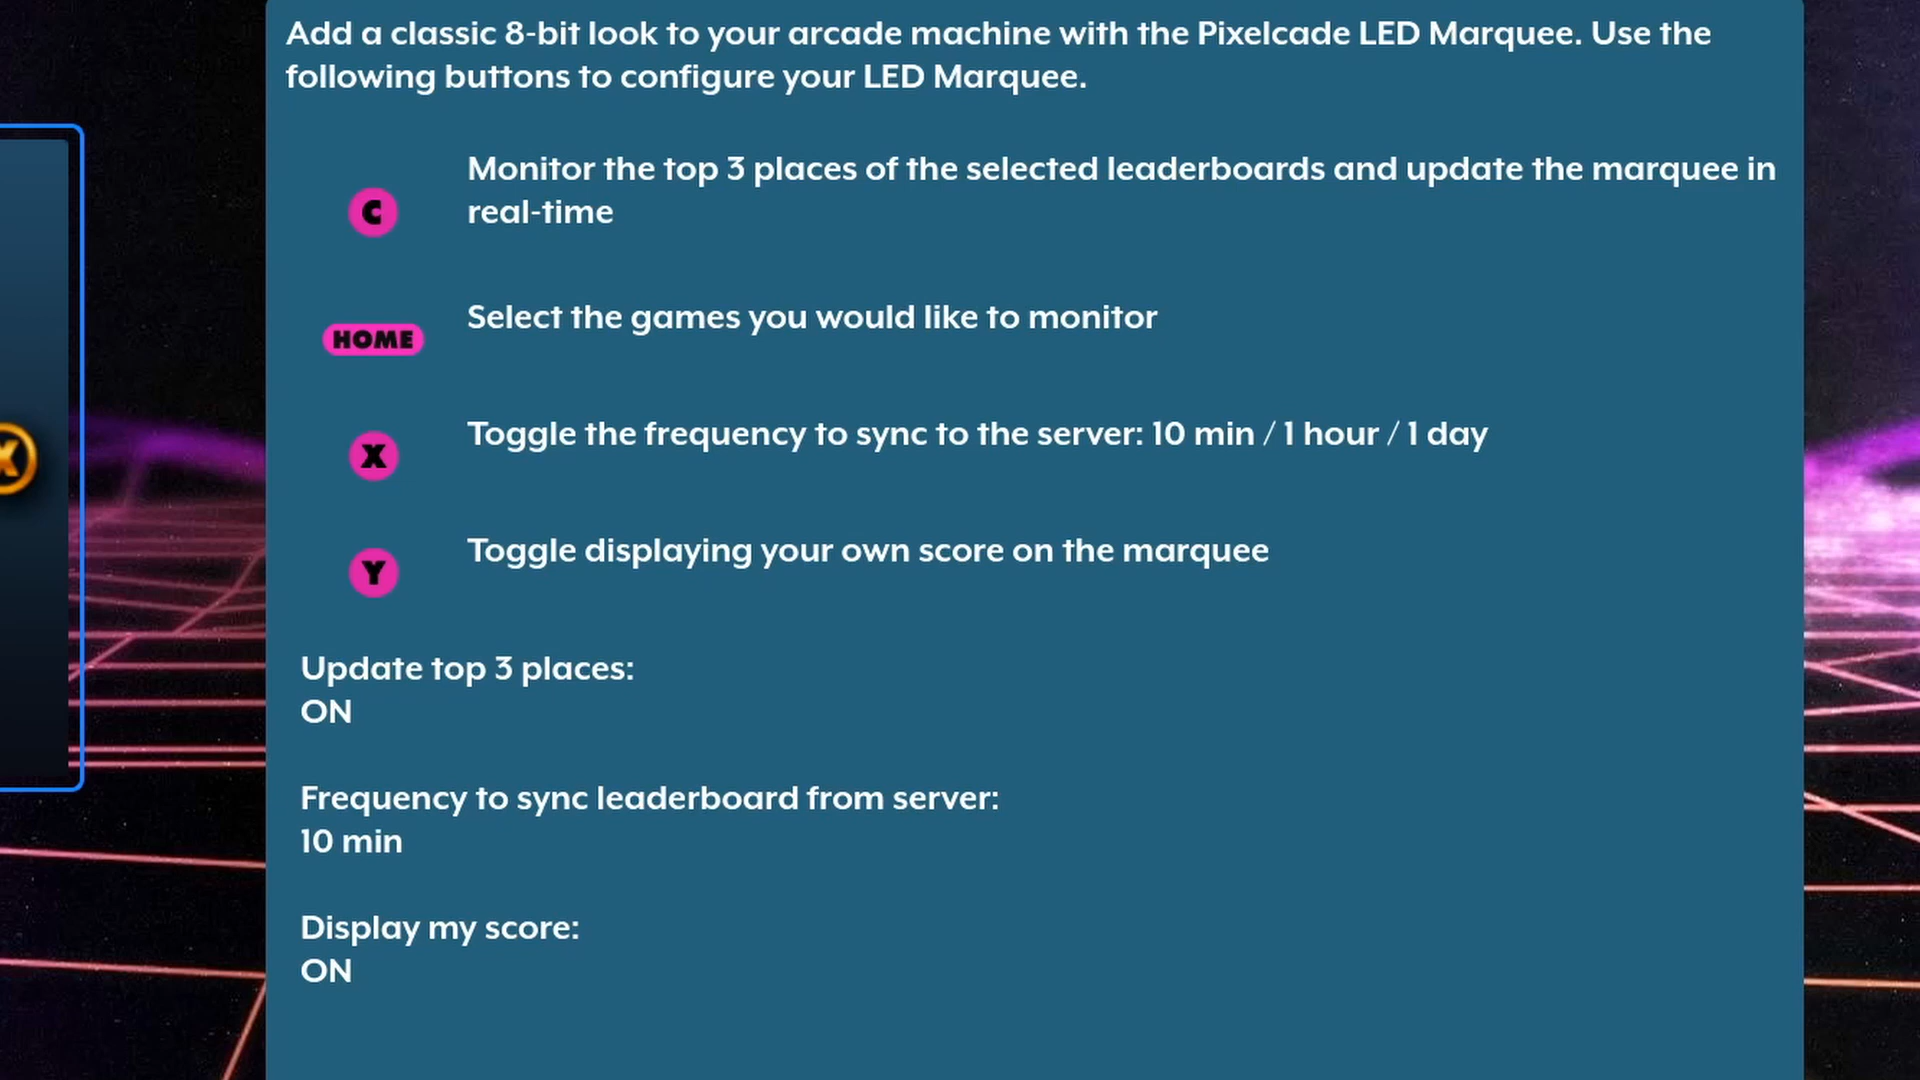 Add a classic 8-bit look to your arcade machine with the Pixelcade LED Marquee. Use the
following buttons to configure your LED Marquee.
C
Monitor the top 3 places of the selected leaderboards and update the marquee in
real-time
HOME
Select the games you would like to monitor
X
X
Toggle the frequency to sync to the server: 10 min / 1 hour / 1 day
Y
Toggle displaying your own score on the marquee
Update top 3 places:
ON
Frequency to sync leaderboard from server:
10 min
Display my score:
ON